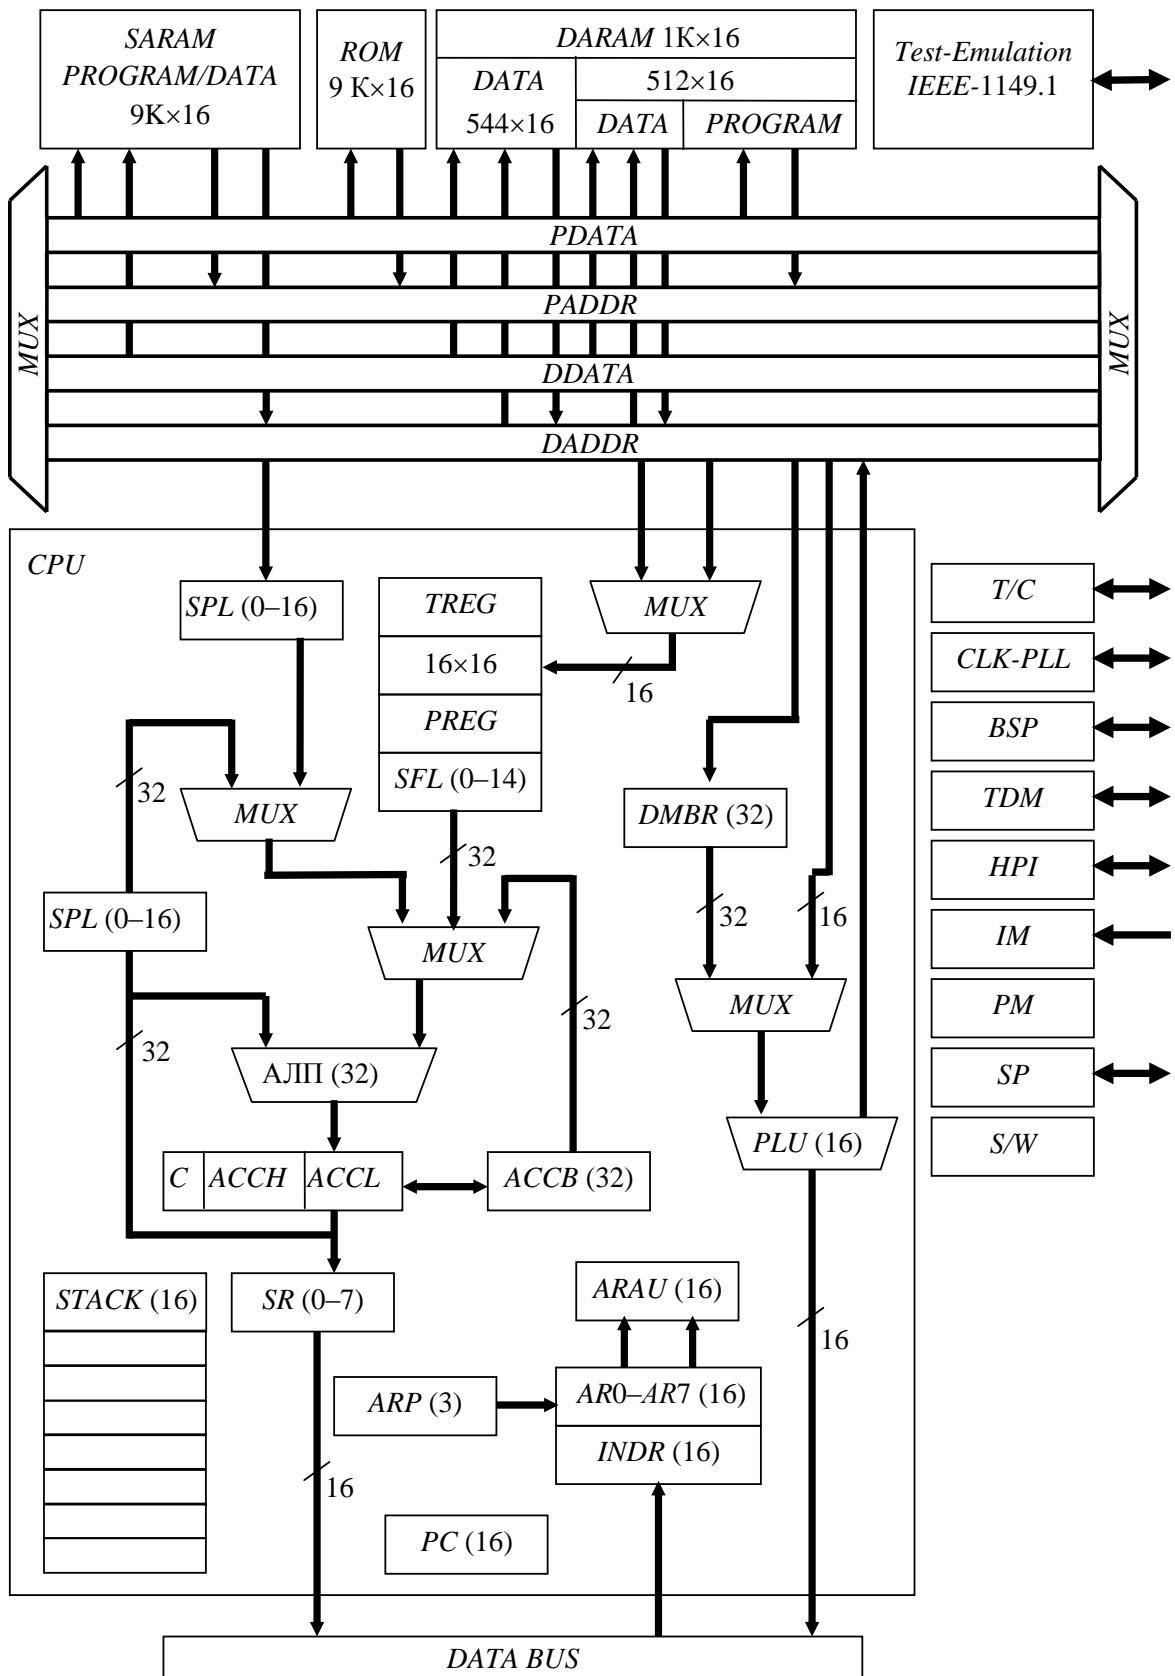 SARAM
PROGRAM/DATA
9K×16
ROM
9 К×16
DARAM 1К×16
DATA
544×16
512×16
DATA
PROGRAM
Test-Emulation
IEEE-1149.1
MUX
PDATA
PADDR
DDATA
DADDR
MUX
CPU
SPL (0–16)
TREG
16×16
PREG
SFL (0–14)
MUX
16
32
MUX
32
DMBR (32)
SPL (0–16)
MUX
32
16
MUX
32
32
АЛП (32)
C
ACCH
ACCL
ACCB (32)
PLU (16)
STACK (16)
SR (0–7)
ARAU (16)
16
ARP (3)
AR0–AR7 (16)
INDR (16)
16
PC (16)
DATA BUS
T/C
CLK-PLL
BSP
TDM
HPI
IM
PM
SP
S/W